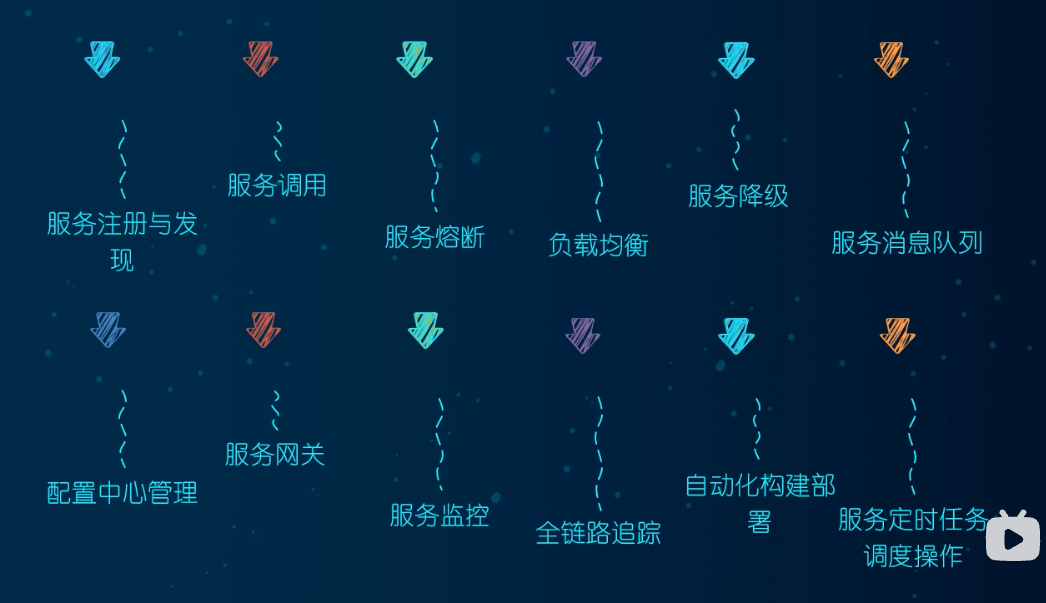 服务注册与发
现
服务调用
服务熔断
负载均衡
服务降级
服务消息队列
配置中心管理
服务网关
服务监控
全链路追踪
自动化构建部
署
服务定时任务
调度操作